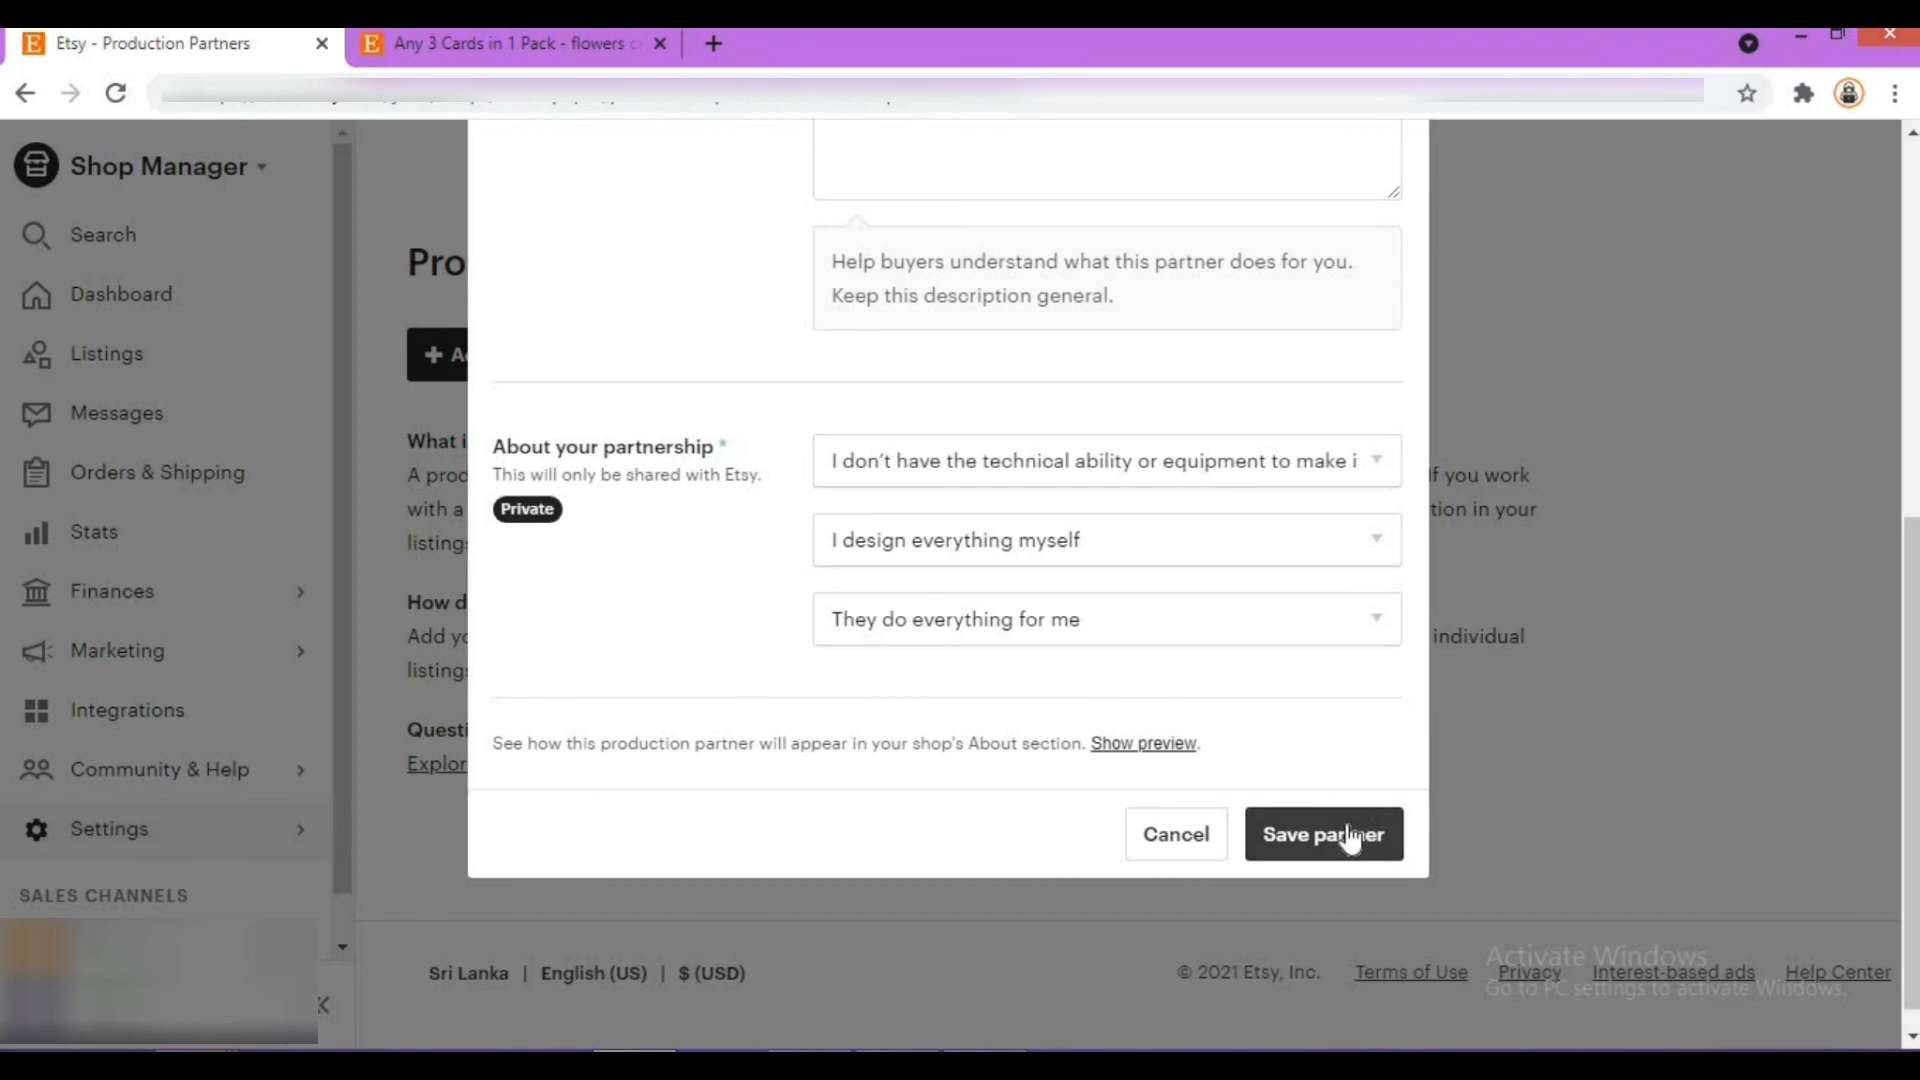 Etsy - Production Partners
Any 3 Cards in 1 Pack - flowers c
Shop Manager
Search
Dashboard
Listings
Messages
Orders & Shipping
Stats
Finances
Marketing
Integrations
Community & Help
Settings
SALES CHANNELS
Pro
What i
A prod
with a
listing
How d
Add yo
listing
Questi
Explor
Help buyers understand what this partner does for you.
Keep this description general.
About your partnership *
This will only be shared with Etsy.
Private
I don't have the technical ability or equipment to make i
I design everything myself
They do everything for me
See how this production partner will appear in your shop's About section. Show preview.
Cancel
Save partner
If you work
tion in your
individual
Sri Lanka | English (US) | $ (USD)
© 2021 Etsy, Inc. Terms of Use Privacy Interest-based ads Help Center
Activate Windows
Go to PC settings to activate Windows.